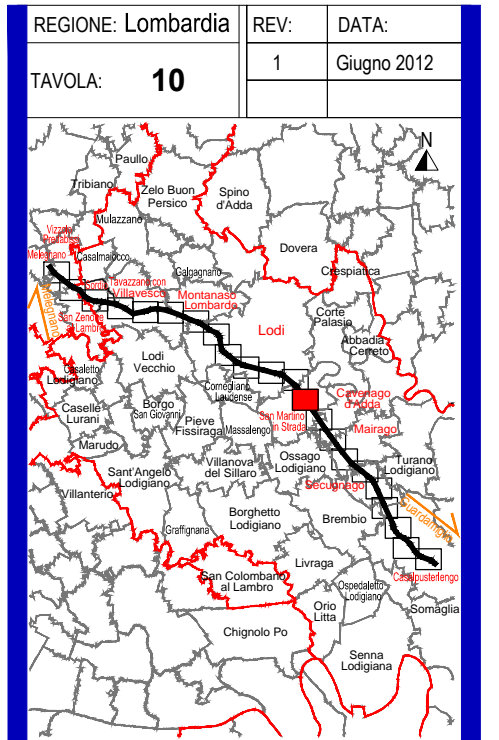 REGIONE: Lombardia
REV:
DATA:
TAVOLA: 10
1
Giugno 2012
N
Paullo
Tribiano
Zelo Buon
Persico
Spino
d'Adda
Mulazzano
Vizzolo
Predabissi
Dovera
Melegnano
Casalmaiocco
Galgagnano
Crespiatica
Sordio
Tavazzano con
Villavesco
Montanaso
Lombardo
Melegnano
San Zenone
al Lambro
Lodi
Corte
Palasio
Abbadia
Cerreto
Casaletto
Lodigiano
Lodi
Vecchio
Cornegliano
Laudense
Cavenago
d'Adda
Caselle
Lurani
Borgo
San Giovanni
Pieve
Fissiraga
Massalengo
San Martino
in Strada
Mairago
Marudo
Ossago
Lodigiano
Turano
Lodigiano
Sant'Angelo
Lodigiano
Villanova
del Sillaro
Villanterio
Secugnago
Borghetto
Lodigiano
Brembio
Guardamiglio
Graffignana
Livraga
San Colombano
al Lambro
Ospedaletto
Lodigiano
Casalpusterlengo
Orio
Litta
Somaglia
Chignolo Po
Senna
Lodigiana